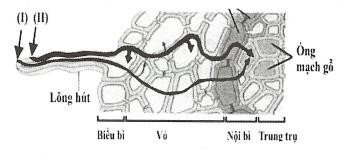 (I) (II)
Ống
mạch gỗ
Lông hút
Biểu bì Vỏ Nội bì Trung trụ